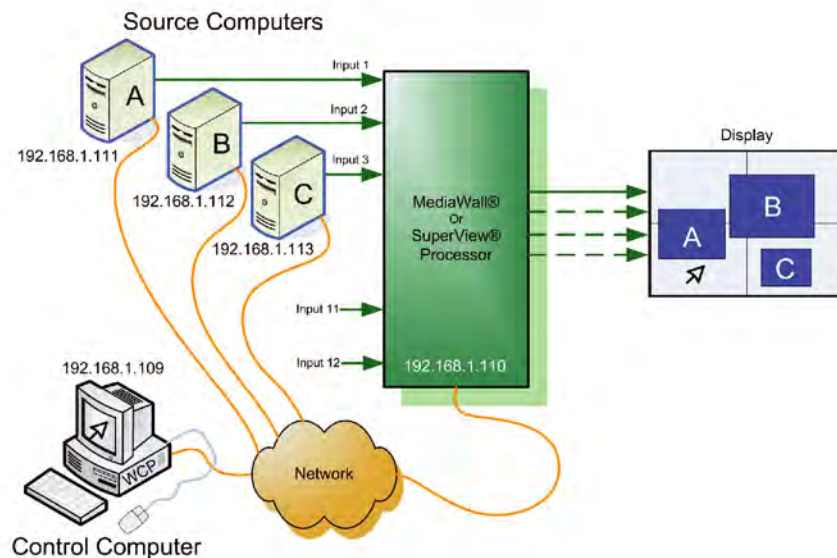 Source Computers
A
192.168.1.111
B
192.168.1.112
C
192.168.1.113
Input 1
Input 2
Input 3
Input 11
Input 12
MediaWall®
Or
SuperView®
Processor
192.168.1.110
Display
A
B
C
192.168.1.109
WCP
Control Computer
Network